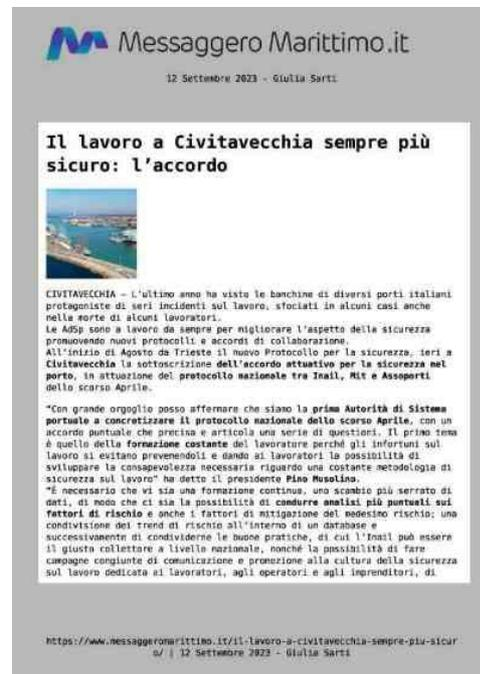 Messaggero Marittimo.it
12 Settembre 2023 - Giulia Sarti
Il lavoro a Civitavecchia sempre più
sicuro: l'accordo
CIVITAVECCHIA – L'ultimo anno ha visto le banchine di diversi porti italiani
protagoniste di seri incidenti sul lavoro, sfociati in alcuni casi anche
nella morte di alcuni lavoratori.
Le AdSp sono a lavoro da sempre per migliorare l'aspetto della sicurezza
promuovendo nuovi protocolli e accordi di collaborazione.
All'inizio di Agosto da Trieste il nuovo Protocollo per la sicurezza, ieri a
Civitavecchia la sottoscrizione dell'accordo attuativo per la sicurezza nel
porto, in attuazione del protocollo nazionale tra Inail, Mit e Assoporti
dello scorso Aprile.
"Con grande orgoglio posso affermare che siamo la prima Autorità di Sistema
portuale a concretizzare il protocollo nazionale dello scorso Aprile, con un
accordo puntuale che precisa e articola una serie di questioni. Il primo tema
è quello della formazione costante del lavoratore perché gli infortuni sul
lavoro si evitano prevenendoli e dando ai lavoratori la possibilità di
sviluppare la consapevolezza necessaria riguardo una costante metodologia di
sicurezza sul lavoro" ha detto il presidente Pino Musolino.
"È necessario che vi sia una formazione continua, uno scambio più serrato di
dati, di modo che ci sia la possibilità di condurre analisi più puntuali sui
fattori di rischio e anche i fattori di mitigazione del medesimo rischio; una
condivisione dei trend di rischio all'interno di un database e
successivamente di condividerne le buone pratiche, di cui l'Inail può essere
il giusto collettore a livello nazionale, nonché la possibilità di fare
campagne congiunte di comunicazione e promozione alla cultura della sicurezza
sul lavoro dedicata ai lavoratori, agli operatori e agli imprenditori, di
https://www.messaggeromarittimo.it/il-lavoro-a-civitavecchia-sempre-piu-sicur
o/ | 12 Settembre 2023 - Giulia Sarti